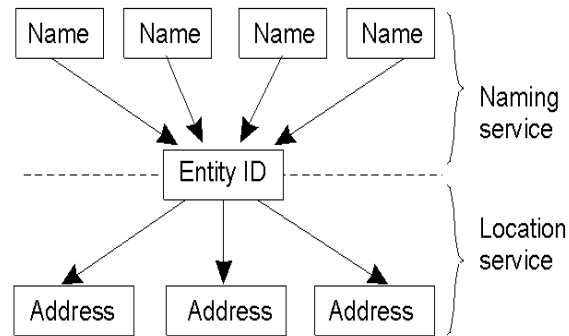 Name Name Name Name
Naming
service
Entity ID
Location
service
Address Address Address